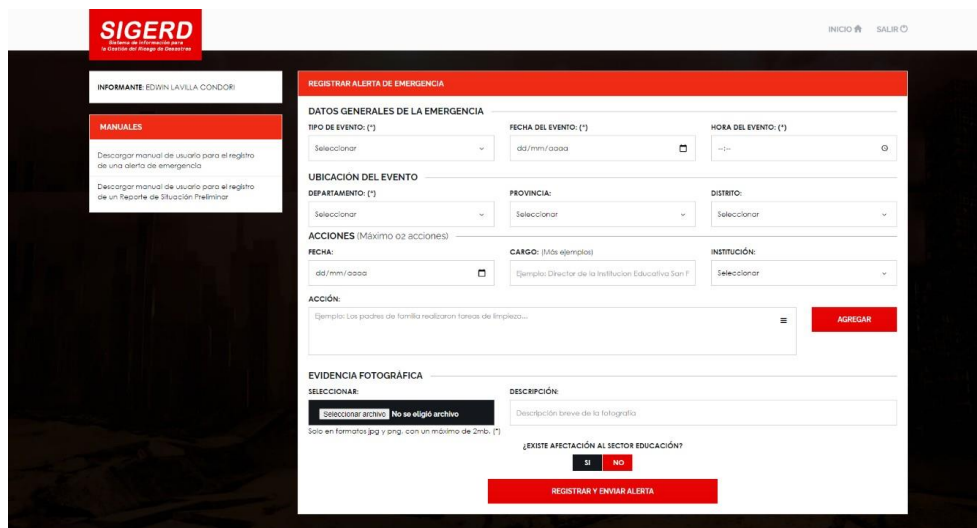 SIGERD
Sistema de Información para
la Gestión del Riesgo de Desastres
INICIO SALIR
INFORMANTE: EDWIN LAVILLA CONDORI
MANUALES
Descargar manual de usuario para el registro
de una alerta de emergencia
Descargar manual de usuario para el registro
de un Reporte de Situación Preliminar
REGISTRAR ALERTA DE EMERGENCIA
DATOS GENERALES DE LA EMERGENCIA
TIPO DE EVENTO: (*) FECHA DEL EVENTO: (*) HORA DEL EVENTO: (*)
Seleccionar dd/mm/aaaa --:--
UBICACIÓN DEL EVENTO
DEPARTAMENTO: (*) PROVINCIA: DISTRITO:
Seleccionar Seleccionar Seleccionar
ACCIONES (Máximo 02 acciones)
FECHA: CARGO: (Más ejemplos) INSTITUCIÓN:
dd/mm/aaaa Ejemplo: Director de la Institucion Educativa San Seleccionar
ACCIÓN:
Ejemplo: Los padres de familia realizaron tareas de limpieza...
AGREGAR
EVIDENCIA FOTOGRÁFICA
SELECCIONAR: DESCRIPCIÓN:
Seleccionar archivo No se eligió archivo Descripción breve de la fotografía
Solo en formatos jpg y png, con un máximo de 2mb. (*)
¿EXISTE AFECTACIÓN AL SECTOR EDUCACIÓN?
SI NO
REGISTRAR Y ENVIAR ALERTA